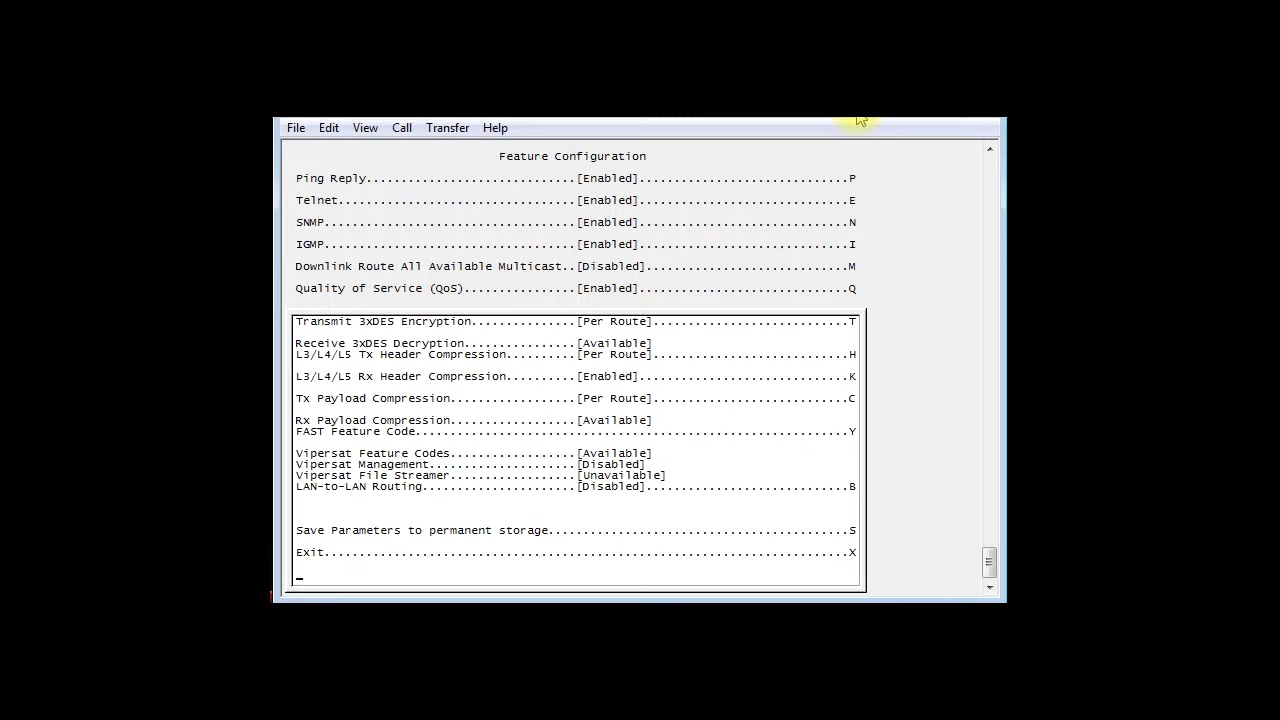 File Edit View Call Transfer Help
Feature Configuration
Ping Reply..............................[Enabled]..............................P
Telnet..................................[Enabled]..............................E
SNMP....................................[Enabled]..............................N
IGMP....................................[Enabled]..............................I
Downlink Route All Available Multicast..[Disabled].............................M
Quality of Service (QoS)................[Enabled]..............................Q
Transmit 3xDES Encryption...............[Per Route]............................T
Receive 3xDES Decryption................[Available]
L3/L4/L5 Tx Header Compression..........[Per Route]............................H
L3/L4/L5 Rx Header Compression..........[Enabled]..............................K
Tx Payload Compression..................[Per Route]............................C
Rx Payload Compression..................[Available]
FAST Feature Code..............................................................Y
Vipersat Feature Codes..................[Available]
Vipersat Management.....................[Disabled]
Vipersat File Streamer..................[Unavailable]
LAN-to-LAN Routing......................[Disabled].............................B
Save Parameters to permanent storage...........................................S
Exit...........................................................................X